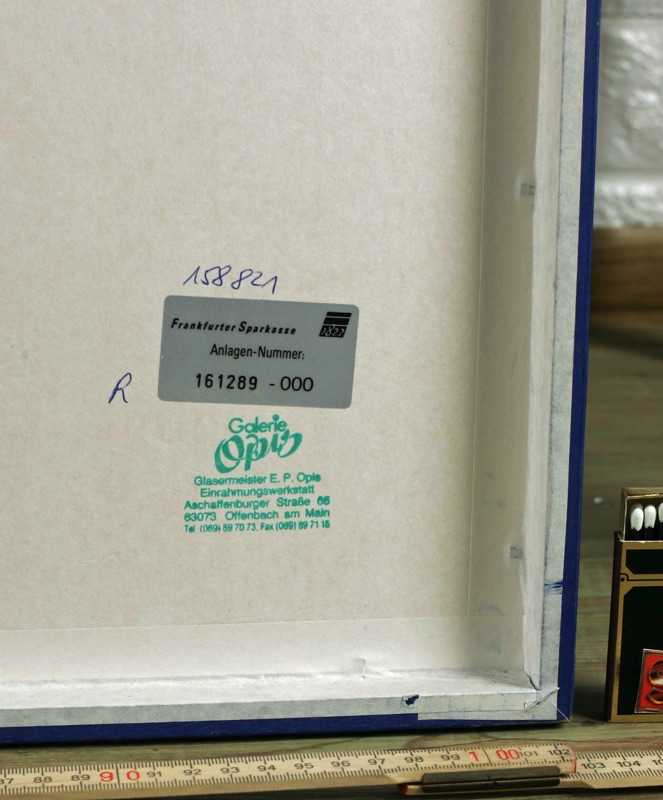 158821
Frankfurter Sparkasse 1822
Anlagen-Nummer:
161289 - 000
R
Galerie
Opis
Glasermeister E. P. Opis
Einrahmungswerkstatt
Aschaffenburger Straße 66
63073 Offenbach am Main
Tel (069) 89 70 73, Fax (069) 89 71 15
87 88 89 90 91 92 93 94 95 96 97 98 99 100 101 102 103 104